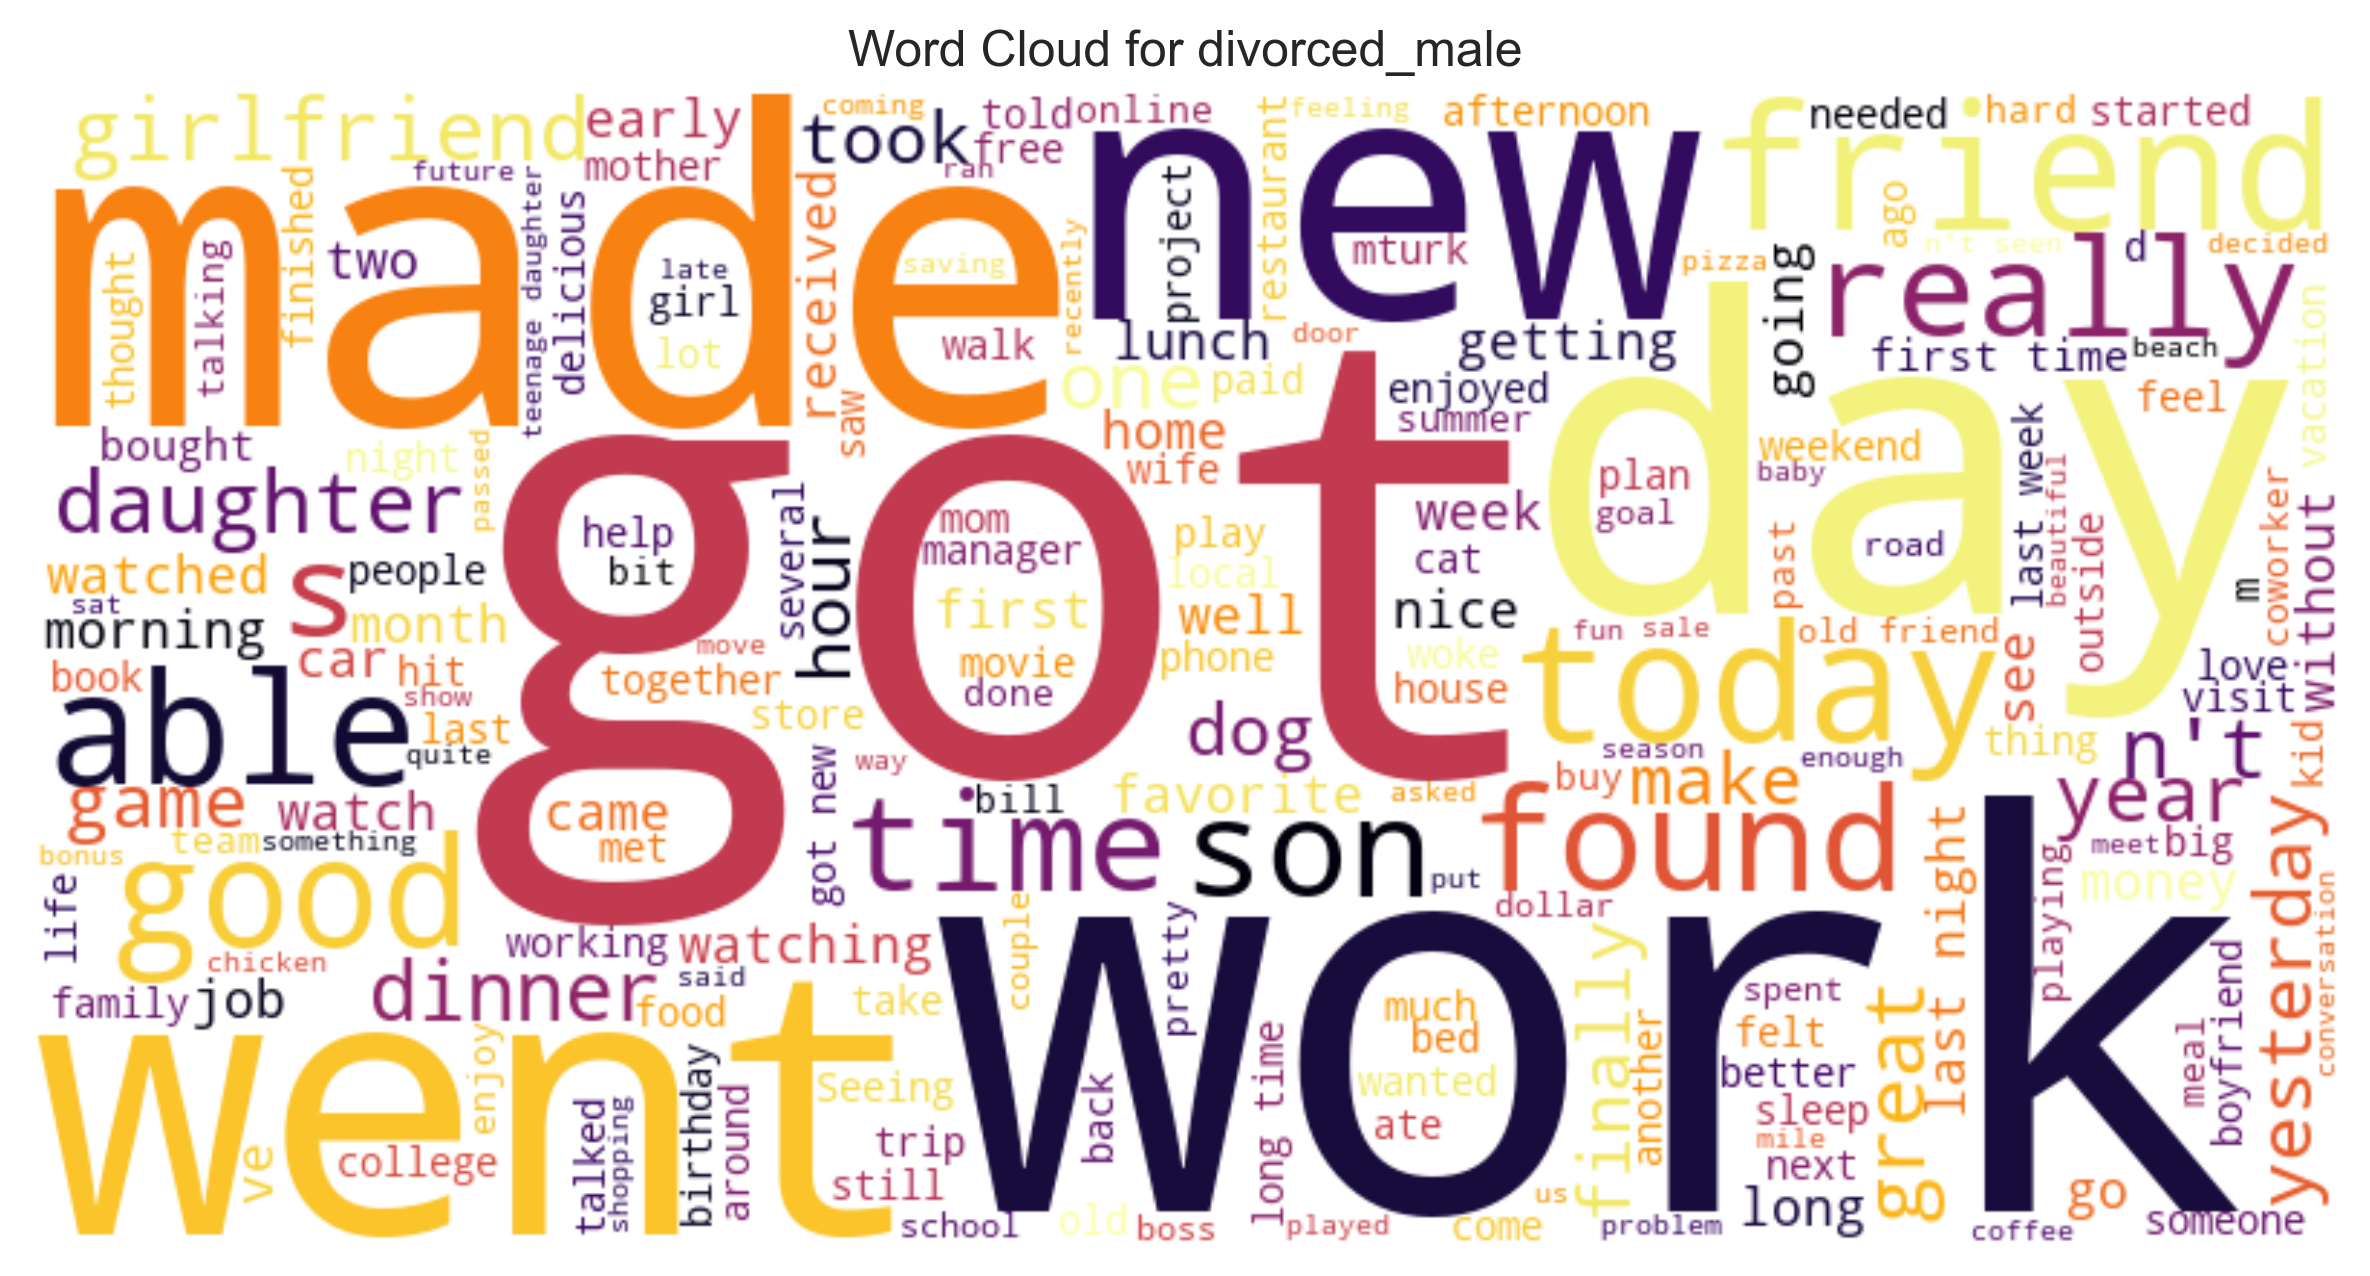 Word Cloud for divorced_male
girlfriend
early
coming
took
told
online
restaurant
feeling
afternoon
friend
needed
hard
started
mother
free
ran
future
made
new
finished
teenage daughter
delicious
received
project
mturk
ago
n't seen
d
decided
thought
talking
two
late
girl
lot
saving
recently
pizza
going
really
walk
lunch
door
getting
first time
beach
vacation
saw
one
paid
enjoyed
day
feel
bought
night
passed
got
home
wife
summer
weekend
baby
plan
goal
last week
beautiful
daughter
help
bit
several
hour
mom
manager
play
local
week
cat
past
road
outside
coworker
without
watched
s
people
sat
morning
month
first
well
nice
m
fun
sale
old friend
book
car
hit
move
together
movie
done
phone
woke
house
today
see
love
visit
able
show
last
quite
store
dog
season
enough
thing
n't
kid
game
watch
came
met
got new
way
bill
favorite
asked
buy
make
year
bonus
team
something
time
son
put
found
dollar
last night
playing
meet
big
money
yesterday
life
good
working
watching
couple
pretty
finally
chicken
family
job
dinner
said
food
take
work
much
bed
another
spent
felt
great
meal
boyfriend
conversation
went
enjoy
birthday
Seeing
back
long time
wanted
ate
better
sleep
mile
next
ve
college
talked
shopping
around
trip
still
school
old
boss
played
come
us
problem
long
coffee
go
someone